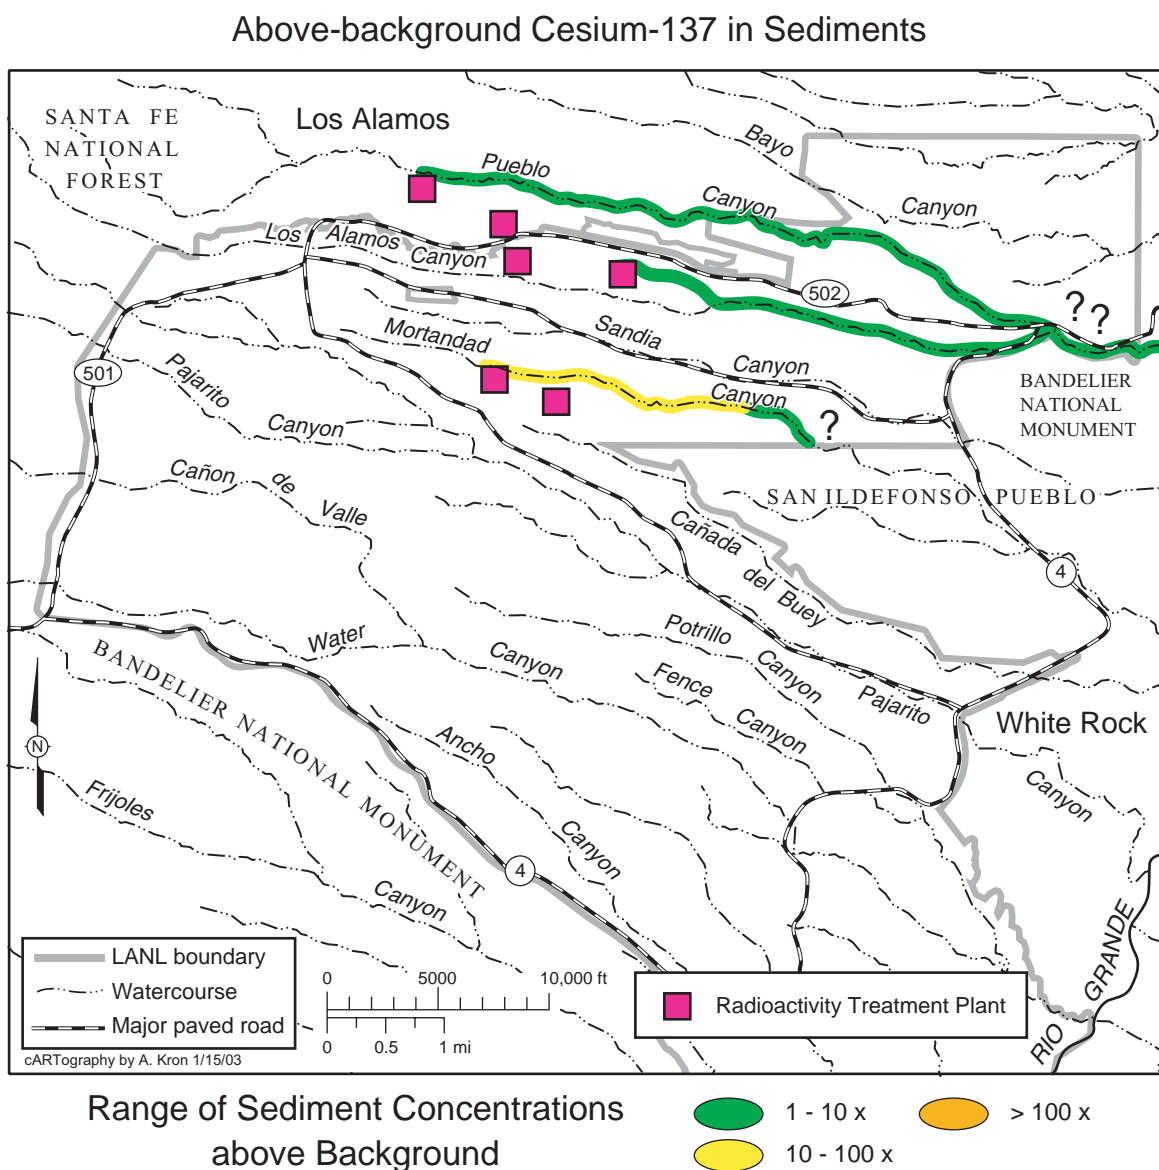 Above-background Cesium-137 in Sediments
SANTA FE
NATIONAL
FOREST
Los Alamos
Bayo
Canyon
Pueblo
Canyon
Los Alamos
Canyon
502
? ?
Sandia
Canyon
Mortandad
Canyon
?
501
Pajarito
Canyon
BANDELIER
NATIONAL
MONUMENT
Cañon de Valle
SAN ILDEFONSO PUEBLO
Cañada del Buey
4
Water
Canyon
Potrillo
Canyon
Fence
Canyon
Pajarito
White Rock
Canyon
BANDELIER NATIONAL MONUMENT
N
Ancho
Canyon
Frijoles
Canyon
4
RIO GRANDE
LANL boundary
Watercourse
Major paved road
cARTography by A. Kron 1/15/03
0 5000 10,000 ft
0 0.5 1 mi
Radioactivity Treatment Plant
Range of Sediment Concentrations
above Background
1 - 10 x
> 100 x
10 - 100 x